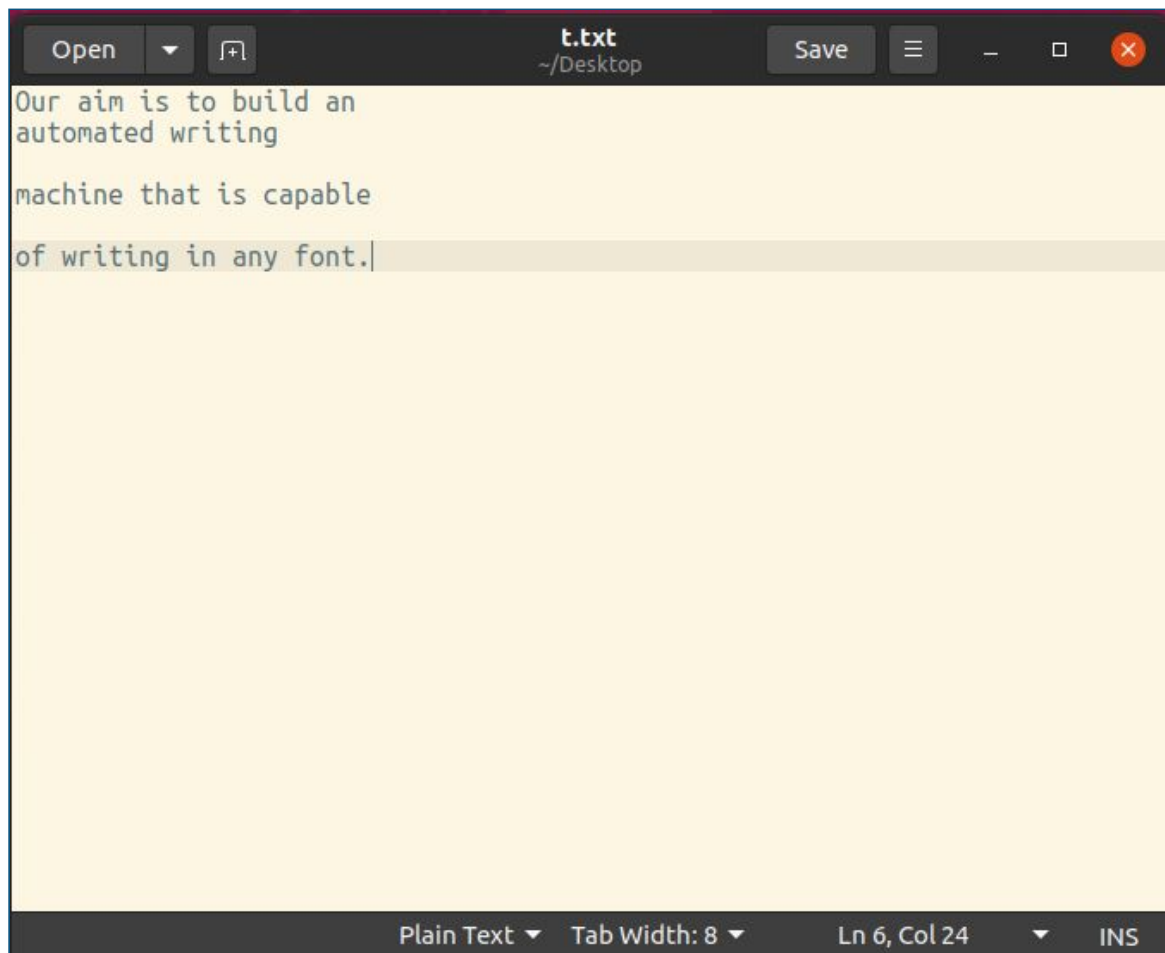 Open
t.txt
~/Desktop
Save
Our aim is to build an
automated writing
machine that is capable
of writing in any font.
Plain Text Tab Width: 8 Ln 6, Col 24 INS